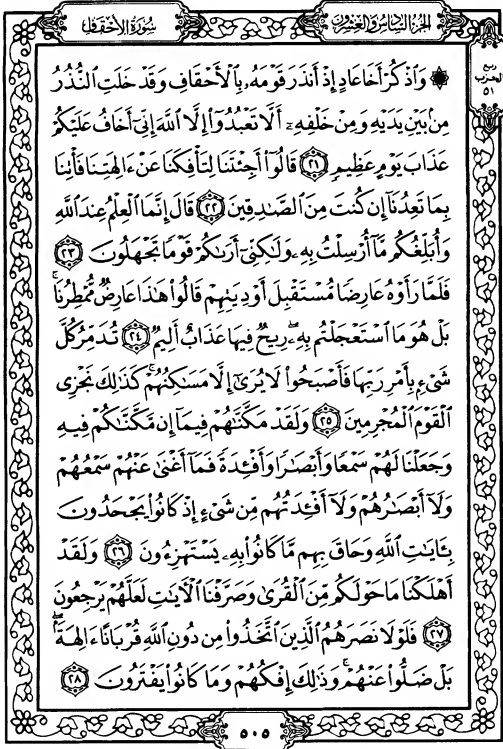 الجزء السادس والعشرون
سورة الأحقاف
ربع
الحزب
٥١
۞ وَٱذْكُرْ أَخَا عَادٍ إِذْ أَنذَرَ قَوْمَهُۥ بِٱلْأَحْقَافِ وَقَدْ خَلَتِ ٱلنُّذُرُ
مِنۢ بَيْنِ يَدَيْهِ وَمِنْ خَلْفِهِۦٓ أَلَّا تَعْبُدُوٓا۟ إِلَّا ٱللَّهَ إِنِّىٓ أَخَافُ عَلَيْكُمْ
عَذَابَ يَوْمٍ عَظِيمٍ ٢١ قَالُوٓا۟ أَجِئْتَنَا لِتَأْفِكَنَا عَنْ ءَالِهَتِنَا فَأْتِنَا
بِمَا تَعِدُنَآ إِن كُنتَ مِنَ ٱلصَّـٰدِقِينَ ٢٢ قَالَ إِنَّمَا ٱلْعِلْمُ عِندَ ٱللَّهِ
وَأُبَلِّغُكُم مَّآ أُرْسِلْتُ بِهِۦ وَلَـٰكِنِّىٓ أَرَىٰكُمْ قَوْمًا تَجْهَلُونَ ٢٣
فَلَمَّا رَأَوْهُ عَارِضًا مُّسْتَقْبِلَ أَوْدِيَتِهِمْ قَالُوا۟ هَـٰذَا عَارِضٌ مُّمْطِرُنَا ۚ
بَلْ هُوَ مَا ٱسْتَعْجَلْتُم بِهِۦ ۖ رِيحٌ فِيهَا عَذَابٌ أَلِيمٌ ٢٤ تُدَمِّرُ كُلَّ
شَىْءٍۭ بِأَمْرِ رَبِّهَا فَأَصْبَحُوا۟ لَا يُرَىٰٓ إِلَّا مَسَـٰكِنُهُمْ ۚ كَذَٰلِكَ نَجْزِى
ٱلْقَوْمَ ٱلْمُجْرِمِينَ ٢٥ وَلَقَدْ مَكَّنَّـٰهُمْ فِيمَآ إِن مَّكَّنَّـٰكُمْ فِيهِ
وَجَعَلْنَا لَهُمْ سَمْعًا وَأَبْصَـٰرًا وَأَفْـِٔدَةً فَمَآ أَغْنَىٰ عَنْهُمْ سَمْعُهُمْ
وَلَآ أَبْصَـٰرُهُمْ وَلَآ أَفْـِٔدَتُهُم مِّن شَىْءٍ إِذْ كَانُوا۟ يَجْحَدُونَ
بِـَٔايَـٰتِ ٱللَّهِ وَحَاقَ بِهِم مَّا كَانُوا۟ بِهِۦ يَسْتَهْزِءُونَ ٢٦ وَلَقَدْ
أَهْلَكْنَا مَا حَوْلَكُم مِّنَ ٱلْقُرَىٰ وَصَرَّفْنَا ٱلْـَٔايَـٰتِ لَعَلَّهُمْ يَرْجِعُونَ
٢٧ فَلَوْلَا نَصَرَهُمُ ٱلَّذِينَ ٱتَّخَذُوا۟ مِن دُونِ ٱللَّهِ قُرْبَانًا ءَالِهَةًۢ ۖ
بَلْ ضَلُّوا۟ عَنْهُمْ ۚ وَذَٰلِكَ إِفْكُهُمْ وَمَا كَانُوا۟ يَفْتَرُونَ ٢٨
٥٠٥